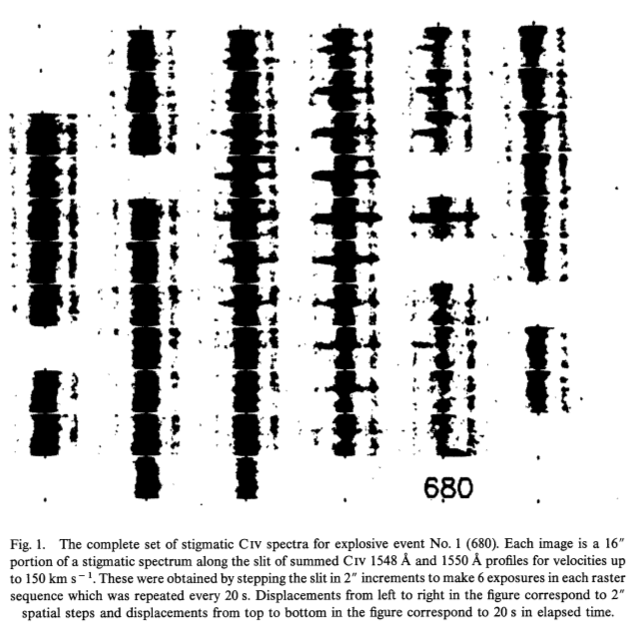 680
Fig. 1. The complete set of stigmatic CIV spectra for explosive event No. 1 (680). Each image is a 16″
portion of a stigmatic spectrum along the slit of summed CIV 1548 Å and 1550 Å profiles for velocities up
to 150 km s⁻¹. These were obtained by stepping the slit in 2″ increments to make 6 exposures in each raster
sequence which was repeated every 20 s. Displacements from left to right in the figure correspond to 2″
spatial steps and displacements from top to bottom in the figure correspond to 20 s in elapsed time.